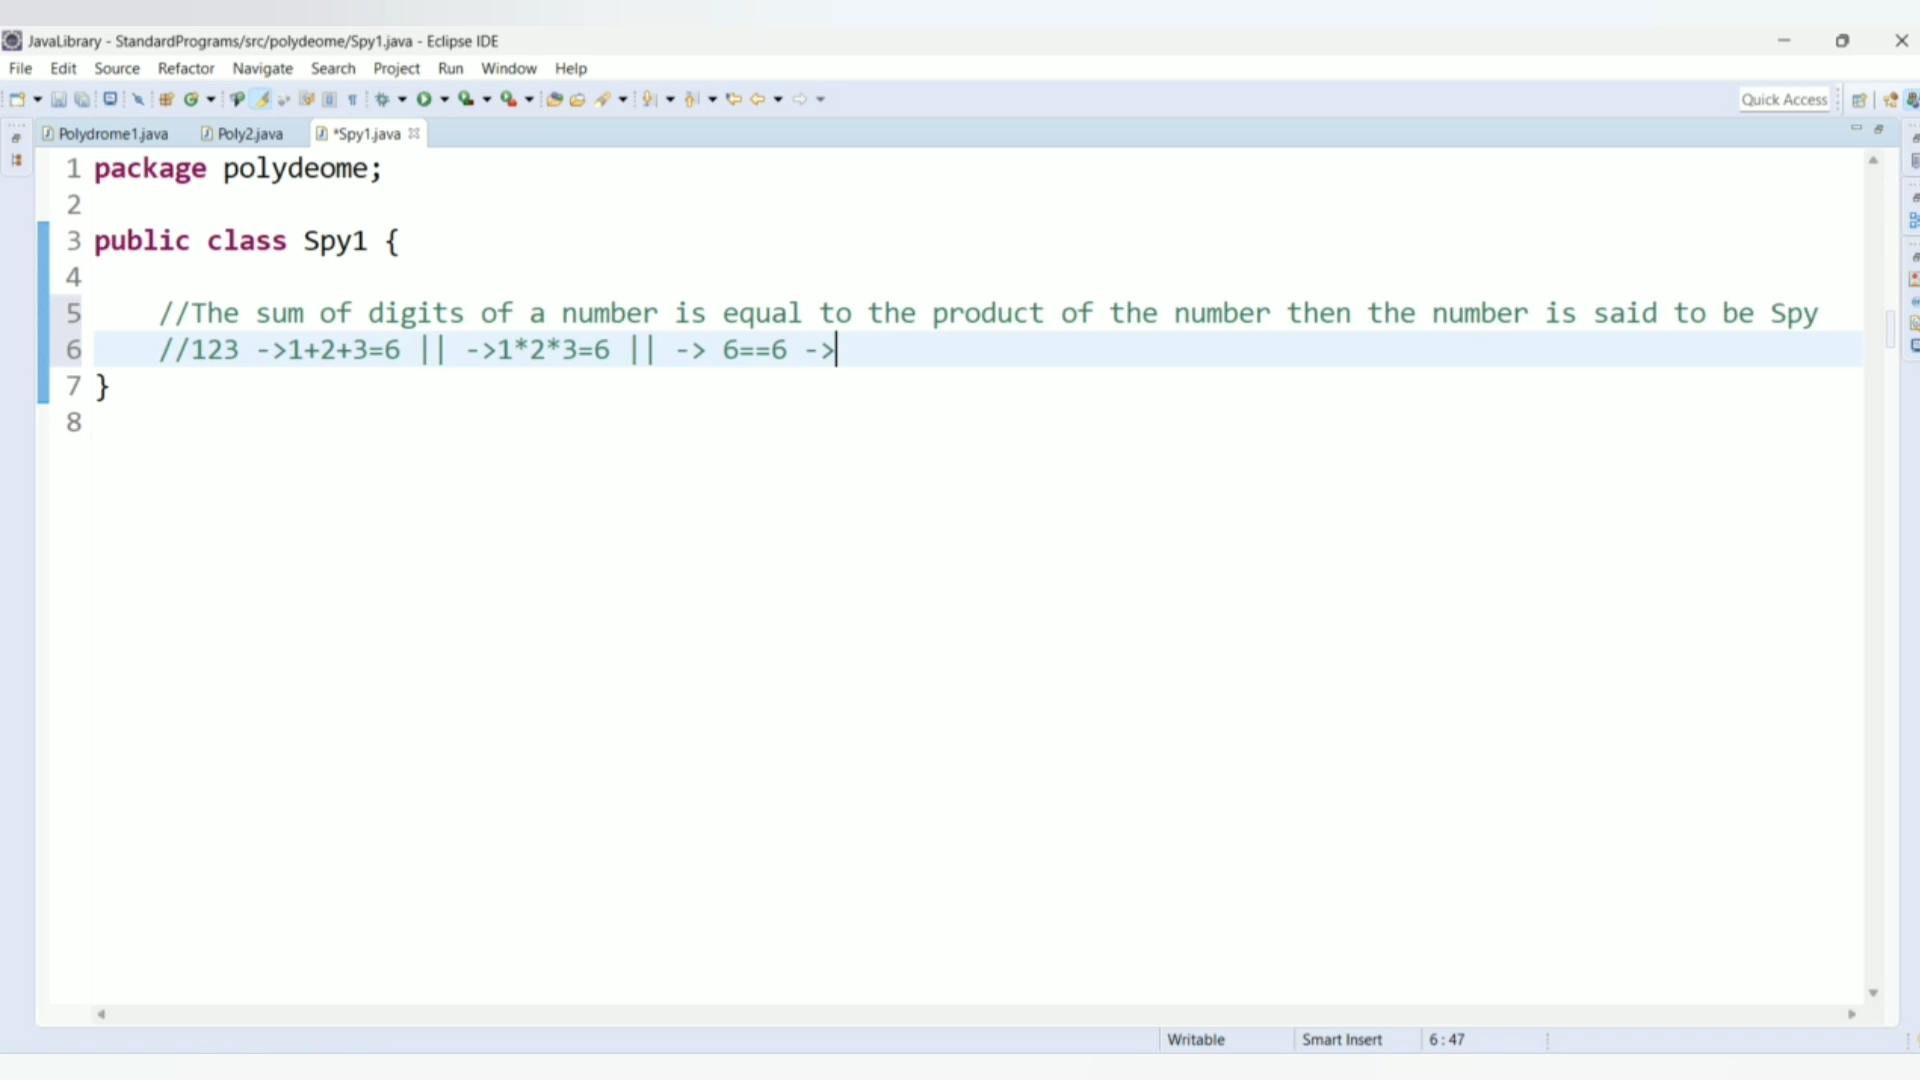 JavaLibrary - StandardPrograms/src/polydeome/Spy1.java - Eclipse IDE
File Edit Source Refactor Navigate Search Project Run Window Help
Quick Access
Polydrome1.java Poly2.java *Spy1.java
1 package polydeome;
2
3 public class Spy1 {
4
5 //The sum of digits of a number is equal to the product of the number then the number is said to be Spy
6 //123 ->1+2+3=6 || ->1*2*3=6 || -> 6==6 ->
7 }
8
Writable Smart Insert 6 : 47